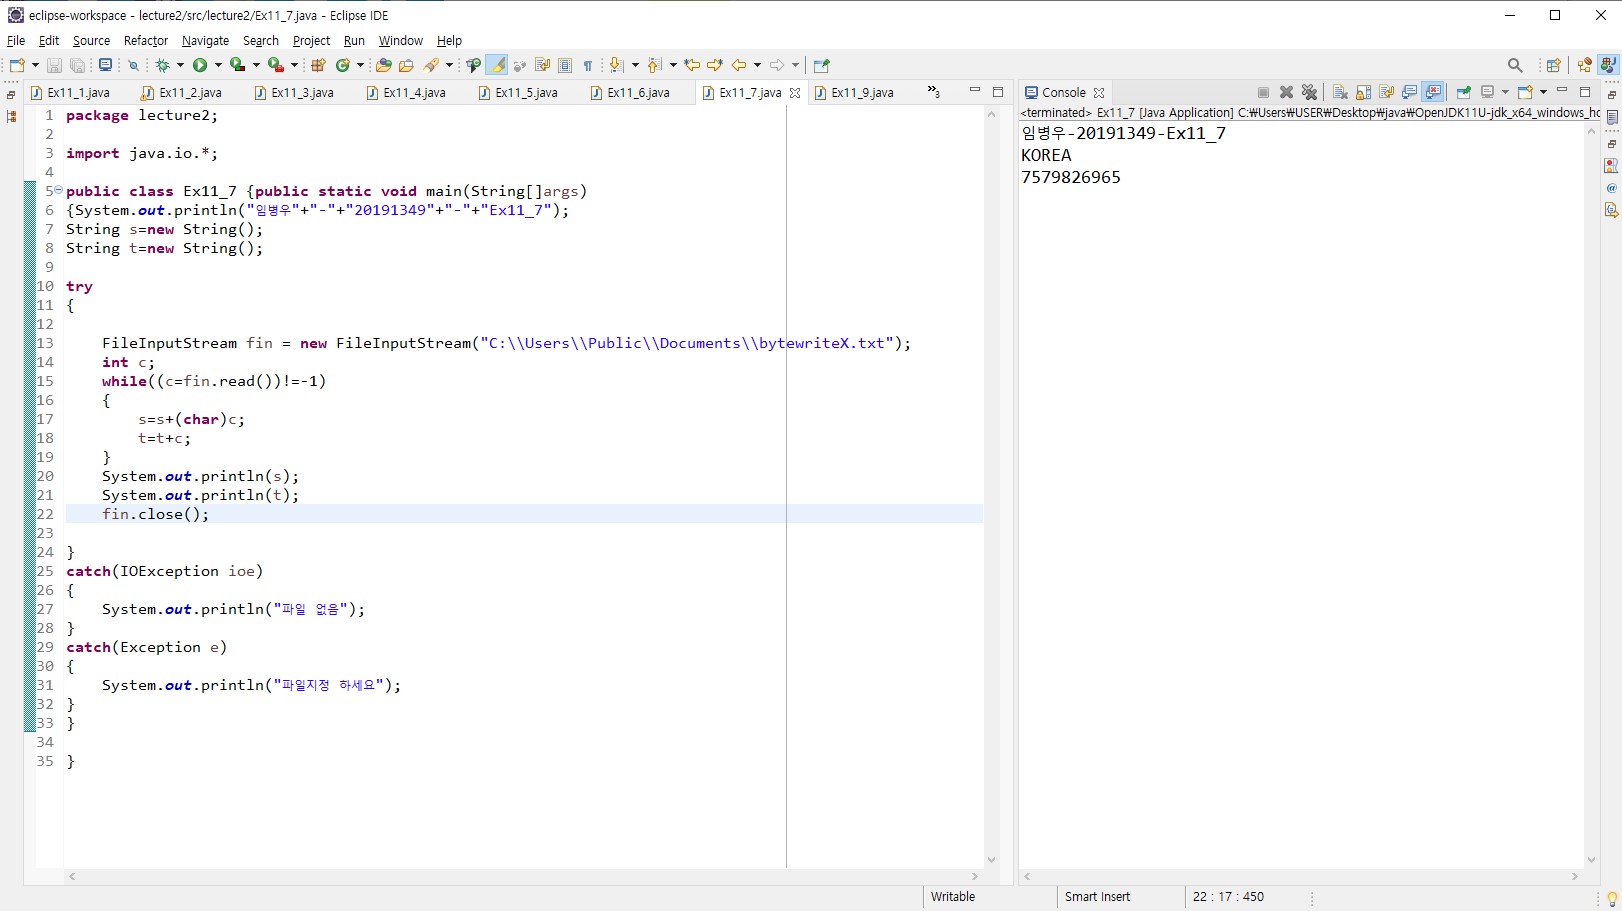 eclipse-workspace - lecture2/src/lecture2/Ex11_7.java - Eclipse IDE
File Edit Source Refactor Navigate Search Project Run Window Help
Ex11_1.java Ex11_2.java Ex11_3.java Ex11_4.java Ex11_5.java Ex11_6.java Ex11_7.java Ex11_9.java »3
1 package lecture2;
2
3 import java.io.*;
4
5 public class Ex11_7 {public static void main(String[]args)
6 {System.out.println("임병우"+"-"+"20191349"+"-"+"Ex11_7");
7 String s=new String();
8 String t=new String();
9
10 try
11 {
12
13 FileInputStream fin = new FileInputStream("C:\\Users\\Public\\Documents\\bytewriteX.txt");
14 int c;
15 while((c=fin.read())!=-1)
16 {
17 s=s+(char)c;
18 t=t+c;
19 }
20 System.out.println(s);
21 System.out.println(t);
22 fin.close();
23
24 }
25 catch(IOException ioe)
26 {
27 System.out.println("파일 없음");
28 }
29 catch(Exception e)
30 {
31 System.out.println("파일지정 하세요");
32 }
33 }
34
35 }
Console
<terminated> Ex11_7 [Java Application] C:₩Users₩USER₩Desktop₩java₩OpenJDK11U-jdk_x64_windows_ho
임병우-20191349-Ex11_7
KOREA
7579826965
Writable Smart Insert 22 : 17 : 450